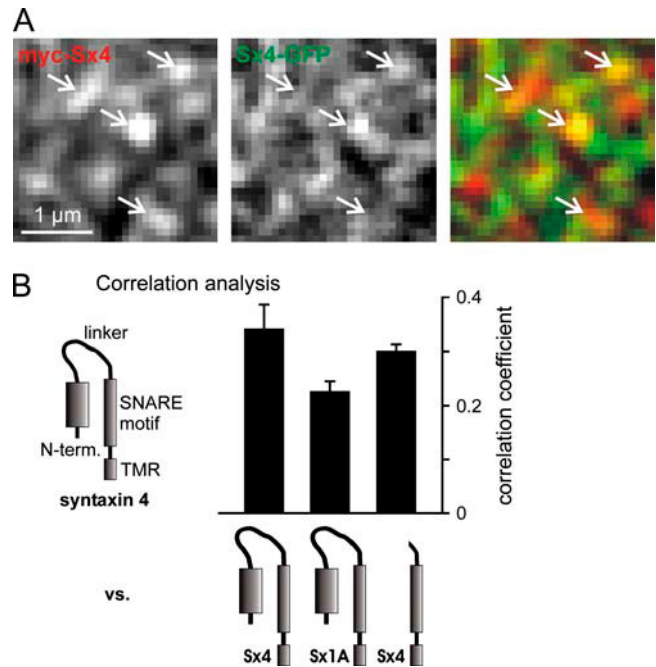 A
myc-Sx4
Sx4-GFP
1 µm
B
Correlation analysis
linker
SNARE
motif
N-term.
TMR
syntaxin 4
0.4
0.2
0
correlation coefficient
vs.
Sx4
Sx1A
Sx4